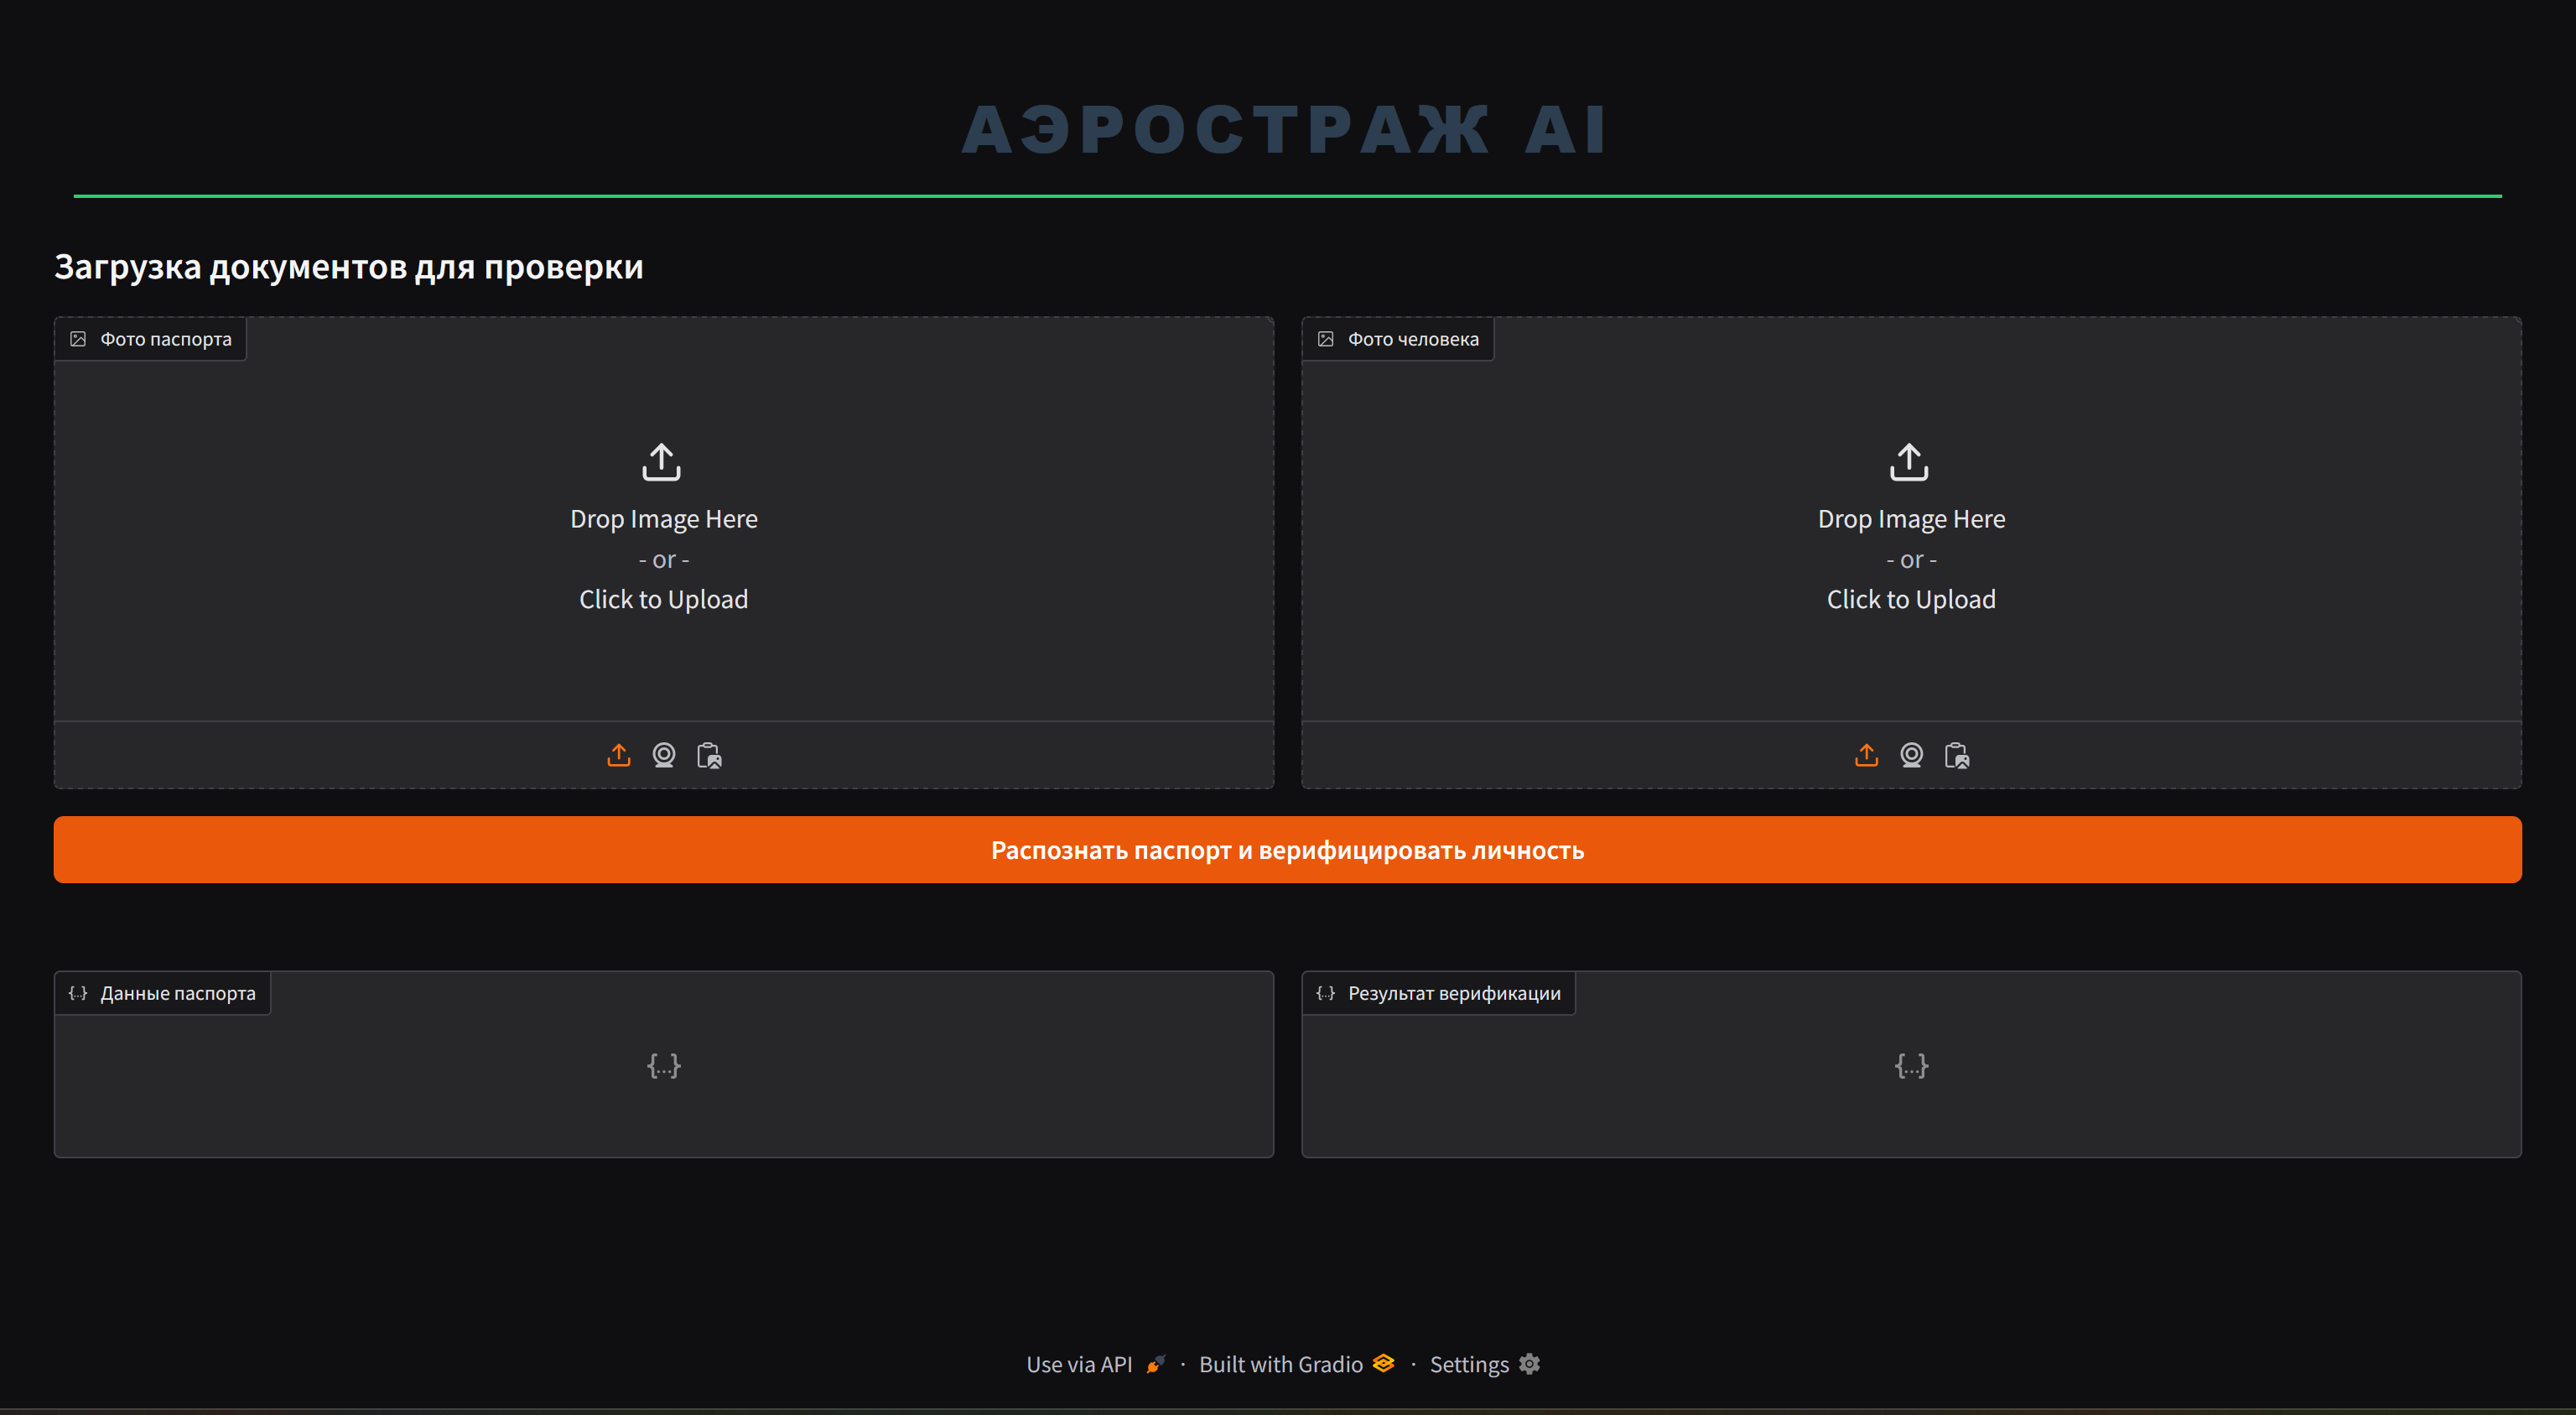 АЭРОСТРАЖ AI
Загрузка документов для проверки
Фото паспорта
Drop Image Here
- or -
Click to Upload
Фото человека
Drop Image Here
- or -
Click to Upload
Распознать паспорт и верифицировать личность
{...} Данные паспорта
{...}
{...} Результат верификации
{...}
Use via API · Built with Gradio · Settings